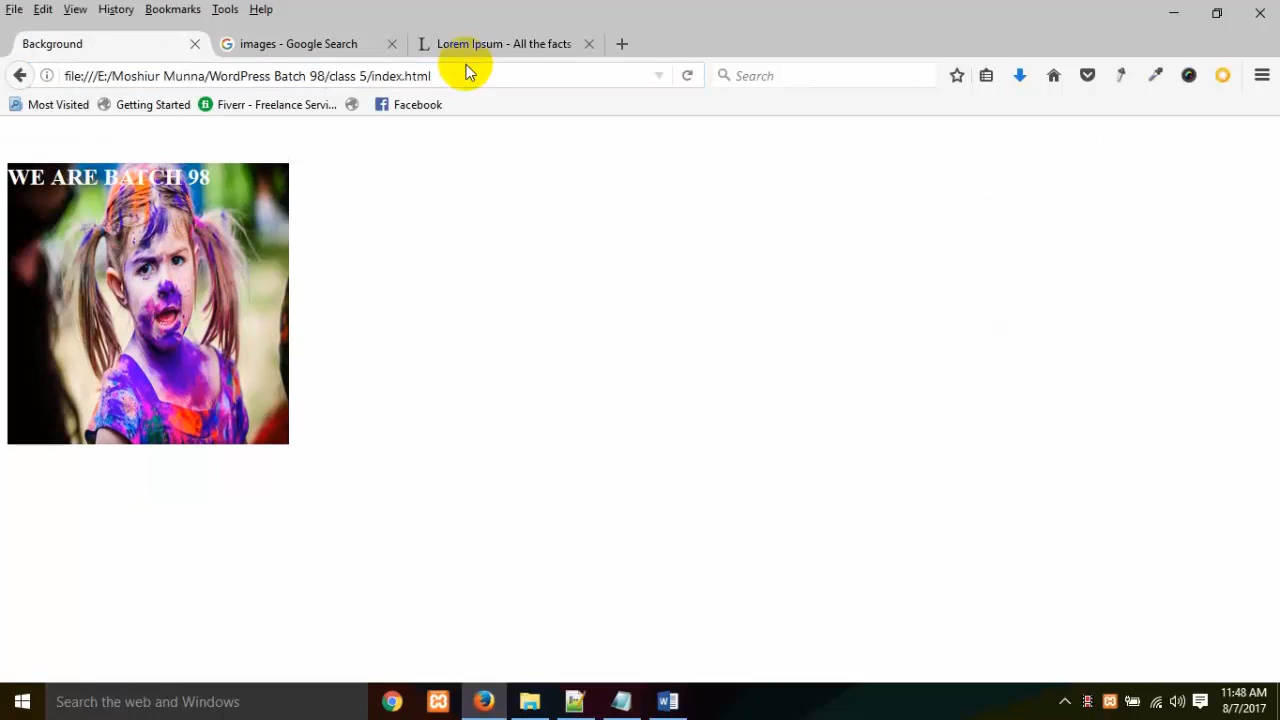 File Edit View History Bookmarks Tools Help
Background images - Google Search Lorem Ipsum - All the facts
file:///E:/Moshiur Munna/WordPress Batch 98/class 5/index.html Search
Most Visited Getting Started Fiverr - Freelance Servi... Facebook
WE ARE BATCH 98
Search the web and Windows
11:48 AM
8/7/2017